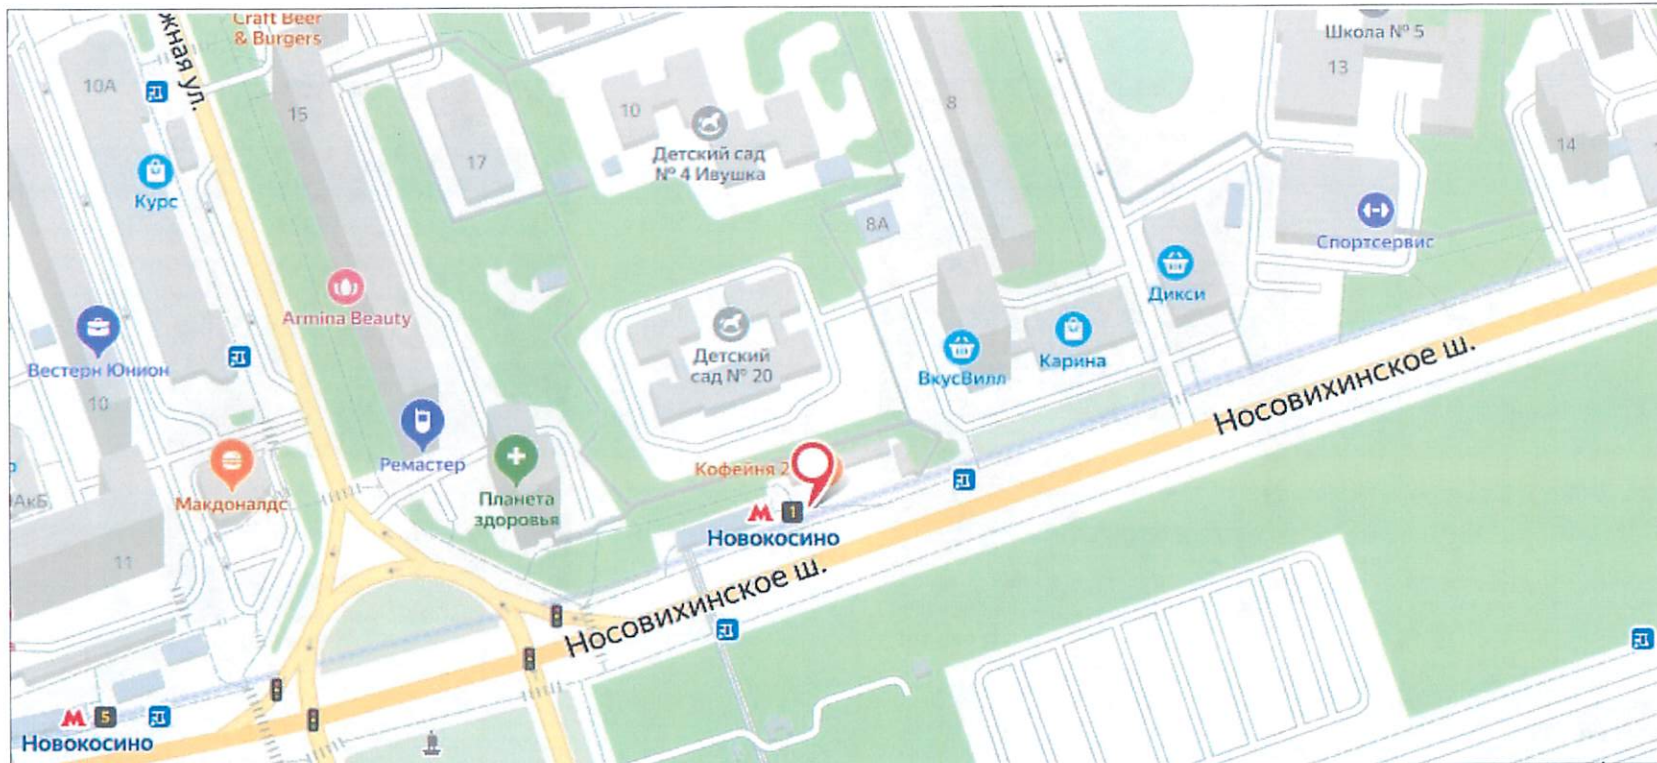 Craft Beer
& Burgers
Школа № 5
13
жная ул.
10А
15
10
8
17
Детский сад
№ 4 Ивушка
14
Курс
8А
Спортсервис
Дикси
Armina Beauty
Вестерн Юнион
Детский
сад № 20
Карина
ВкусВилл
10
Носовихинское ш.
Ремастер
Кофейня 2
Макдоналдс
Планета
здоровья
АкБ
М 1
Новокосино
11
Носовихинское ш.
М 5
Новокосино